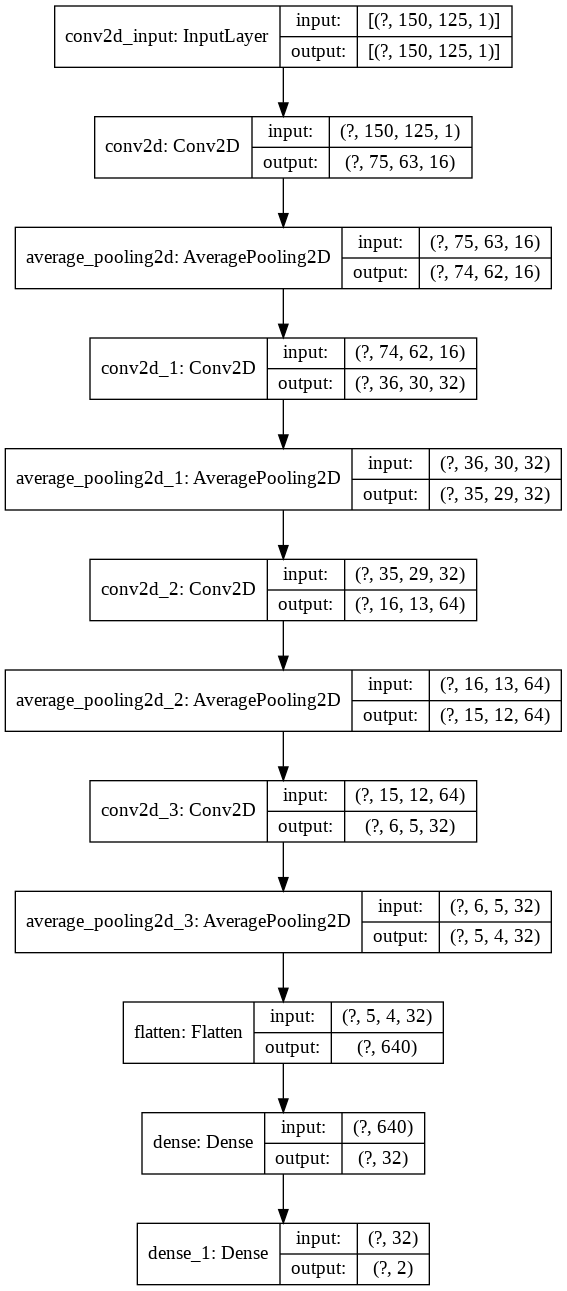 conv2d_input: InputLayer
input:
[(?, 150, 125, 1)]
output:
[(?, 150, 125, 1)]
conv2d: Conv2D
input:
(?, 150, 125, 1)
output:
(?, 75, 63, 16)
average_pooling2d: AveragePooling2D
input:
(?, 75, 63, 16)
output:
(?, 74, 62, 16)
conv2d_1: Conv2D
input:
(?, 74, 62, 16)
output:
(?, 36, 30, 32)
average_pooling2d_1: AveragePooling2D
input:
(?, 36, 30, 32)
output:
(?, 35, 29, 32)
conv2d_2: Conv2D
input:
(?, 35, 29, 32)
output:
(?, 16, 13, 64)
average_pooling2d_2: AveragePooling2D
input:
(?, 16, 13, 64)
output:
(?, 15, 12, 64)
conv2d_3: Conv2D
input:
(?, 15, 12, 64)
output:
(?, 6, 5, 32)
average_pooling2d_3: AveragePooling2D
input:
(?, 6, 5, 32)
output:
(?, 5, 4, 32)
flatten: Flatten
input:
(?, 5, 4, 32)
output:
(?, 640)
dense: Dense
input:
(?, 640)
output:
(?, 32)
dense_1: Dense
input:
(?, 32)
output:
(?, 2)